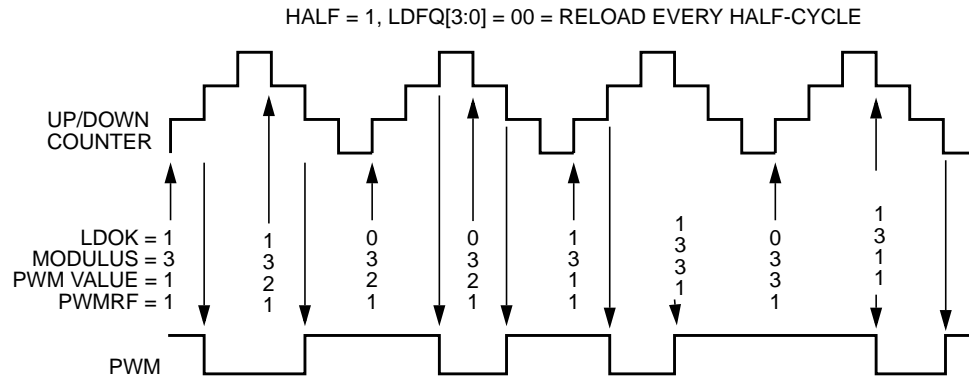 HALF = 1, LDFQ[3:0] = 00 = RELOAD EVERY HALF-CYCLE
UP/DOWN
COUNTER
LDOK = 1 1 0 0 1 1 0 1
MODULUS = 3 3 3 3 3 3 3 3
PWM VALUE = 1 2 2 2 1 3 3 1
PWMRF = 1 1 1 1 1 1 1 1
PWM